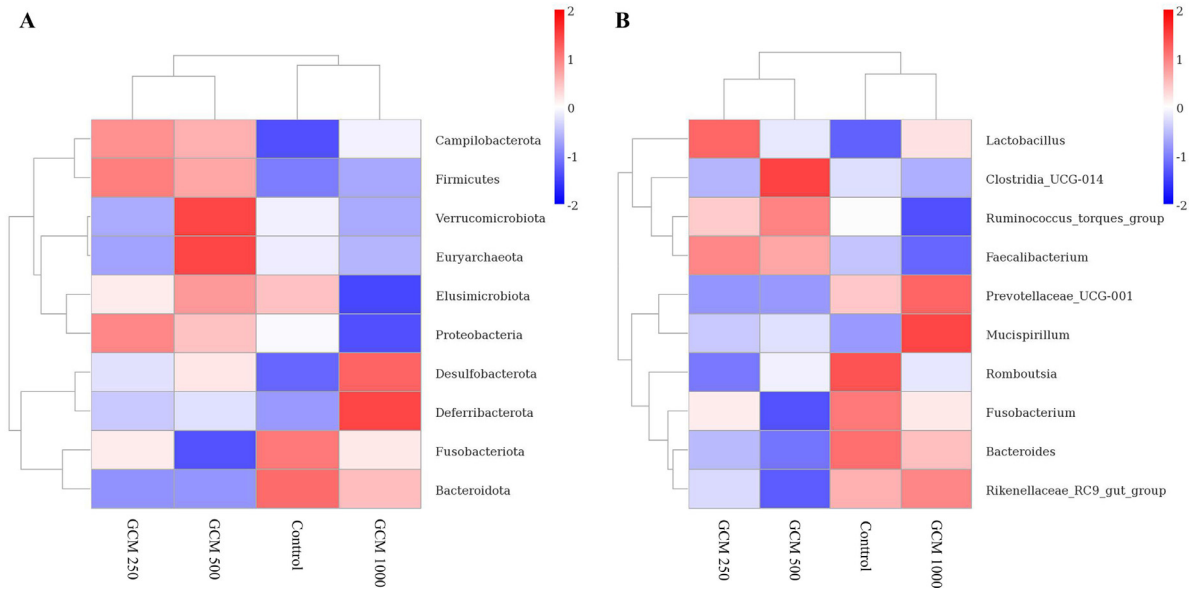 A
2
1
0
-1
-2
Campilobacterota
Firmicutes
Verrucomicrobiota
Euryarchaeota
Elusimicrobiota
Proteobacteria
Desulfobacterota
Deferribacterota
Fusobacteriota
Bacteroidota
GCM 250
GCM 500
Conttrol
GCM 1000
B
2
1
0
-1
-2
Lactobacillus
Clostridia_UCG-014
Ruminococcus_torques_group
Faecalibacterium
Prevotellaceae_UCG-001
Mucispirillum
Romboutsia
Fusobacterium
Bacteroides
Rikenellaceae_RC9_gut_group
GCM 250
GCM 500
Conttrol
GCM 1000